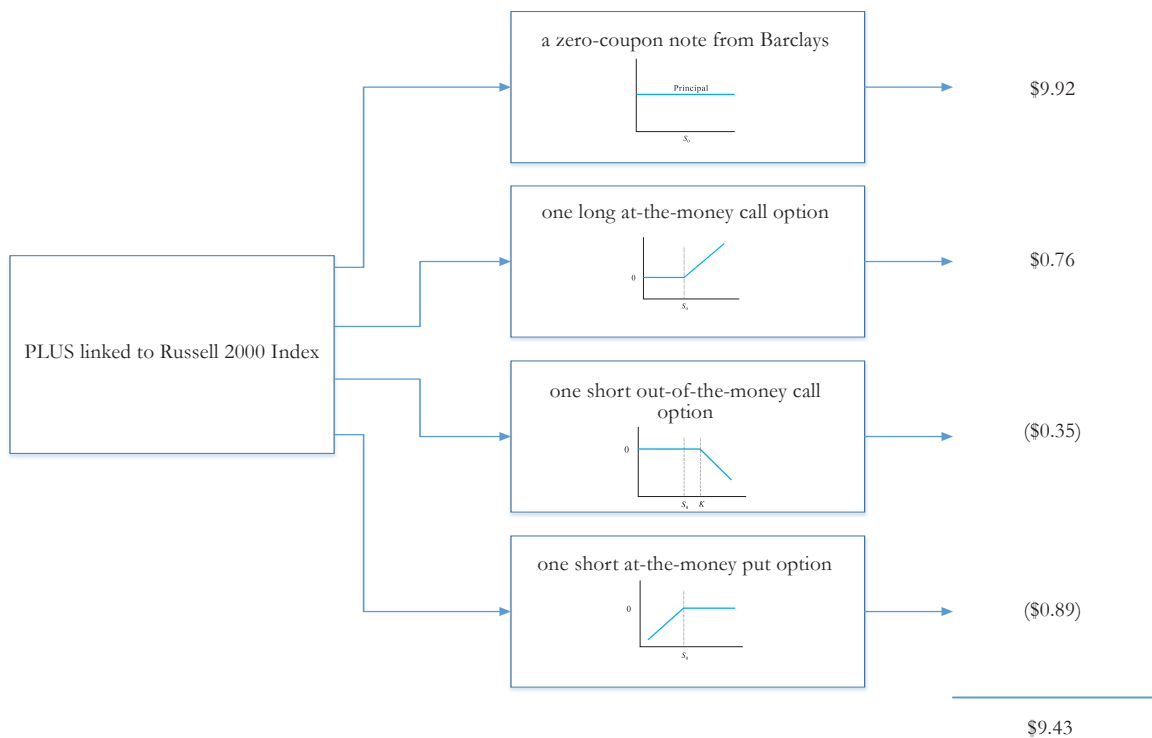 a zero-coupon note from Barclays
Principal
S₀
$9.92
one long at-the-money call option
0
S₀
$0.76
PLUS linked to Russell 2000 Index
one short out-of-the-money call
option
0
S₀ K
($0.35)
one short at-the-money put option
0
S₀
($0.89)
$9.43